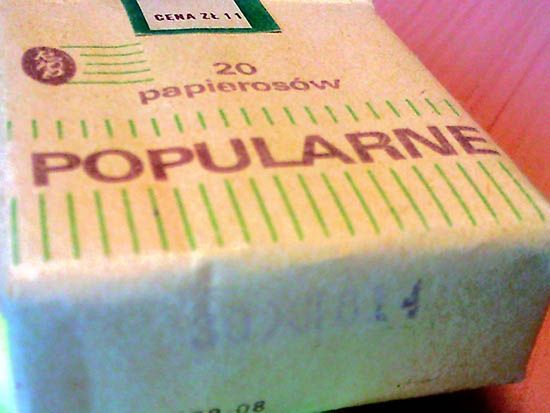 CENA ZŁ 11
20
papierosów
POPULARNE